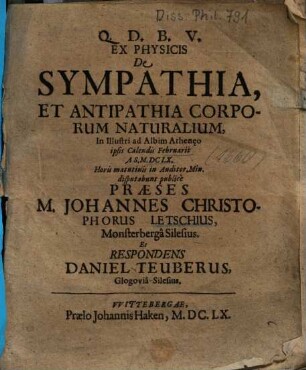 Diss. Phil. 791
Q. D. B. V.
EX PHYSICIS
De
SYMPATHIA,
ET ANTIPATHIA CORPO-
RUM NATURALIUM,
In Illustri ad Albim Athenæo
ipsis Calendis Februarii
A. S. M. DC LX.
Horis matutinis in Auditor. Min.
disputabunt publicè
PRÆSES
M. JOHANNES CHRISTO-
PHORUS LETSCHIUS,
Monsterbergâ Silesius.
Et
RESPONDENS
DANIEL TEUBERUS,
Glogoviâ-Silesius,
WITTEBERGAE,
Prælo Johannis Haken, M. DC. LX.